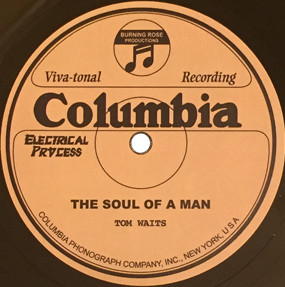 BURNING ROSE
PRODUCTIONS
Viva-tonal Recording
Columbia
ELECTRICAL
PROCESS
THE SOUL OF A MAN
TOM WAITS
COLUMBIA PHONOGRAPH COMPANY, INC., NEW YORK, U S A